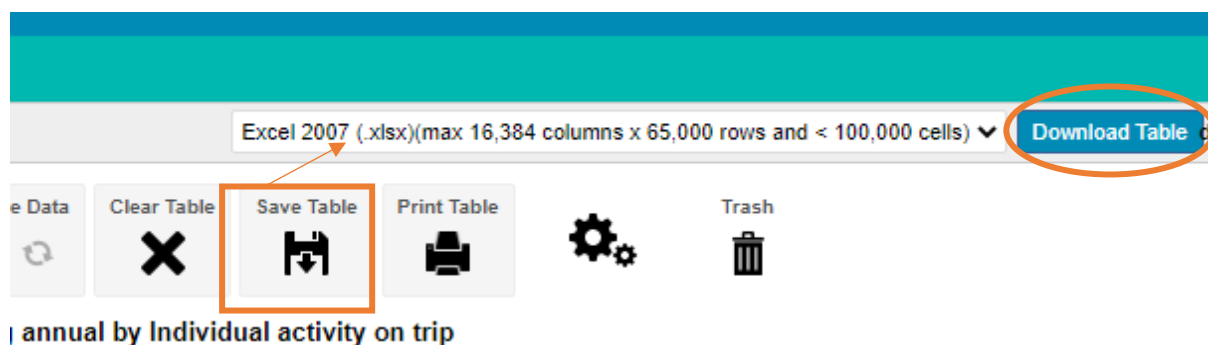 Excel 2007 (.xlsx)(max 16,384 columns x 65,000 rows and < 100,000 cells) Download Table
e Data Clear Table Save Table Print Table Trash
annual by Individual activity on trip